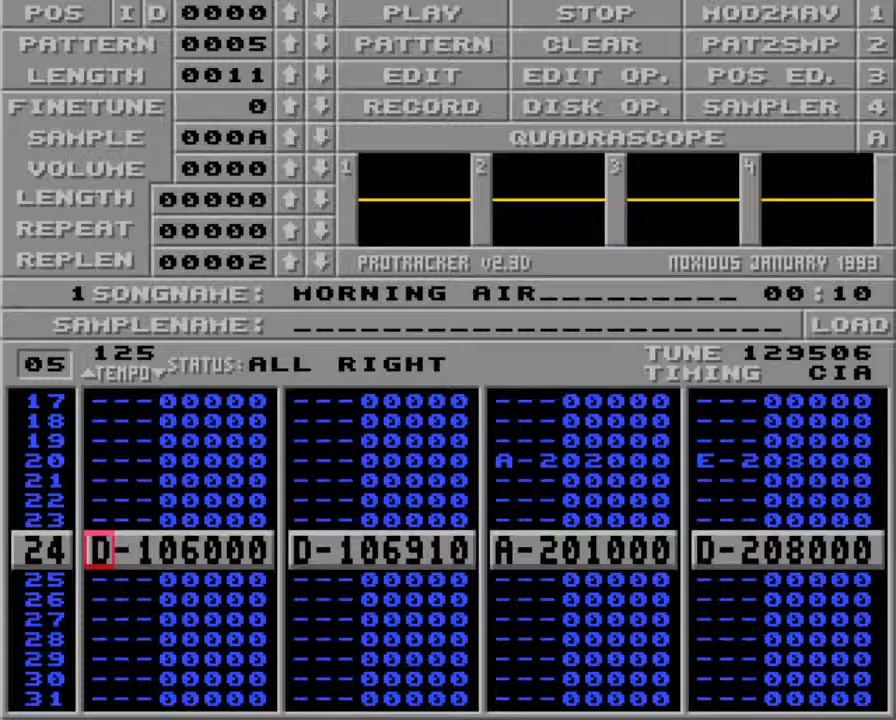 POS I D 0000 PLAY STOP MOD2WAV 1
PATTERN 0005 PATTERN CLEAR PAT2SMP 2
LENGTH 0011 EDIT EDIT OP. POS ED. 3
FINETUNE 0 RECORD DISK OP. SAMPLER 4
SAMPLE 000A QUADRASCOPE A
VOLUME 0000 1 2 3 4
LENGTH 00000
REPEAT 00000
REPLEN 00002 PROTRACKER V2.3D NOXIOUS JANUARY 1993
1 SONGNAME: MORNING AIR_________ 00:10
SAMPLENAME: ______________________ LOAD
05 125 TEMPO STATUS: ALL RIGHT TUNE 129506
TIMING CIA
17 ---00000 ---00000 ---00000 ---00000
18 ---00000 ---00000 ---00000 ---00000
19 ---00000 ---00000 ---00000 ---00000
20 ---00000 ---00000 A-202000 E-208000
21 ---00000 ---00000 ---00000 ---00000
22 ---00000 ---00000 ---00000 ---00000
23 ---00000 ---00000 ---00000 ---00000
24 D-106000 D-106910 A-201000 D-208000
25 ---00000 ---00000 ---00000 ---00000
26 ---00000 ---00000 ---00000 ---00000
27 ---00000 ---00000 ---00000 ---00000
28 ---00000 ---00000 ---00000 ---00000
29 ---00000 ---00000 ---00000 ---00000
30 ---00000 ---00000 ---00000 ---00000
31 ---00000 ---00000 ---00000 ---00000